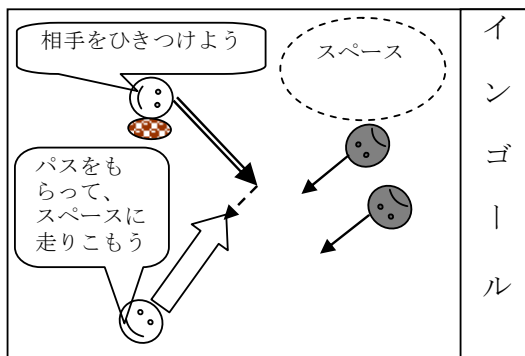 相手をひきつけよう
スペース
パスをも
らって、
スペースに
走りこもう
インゴール